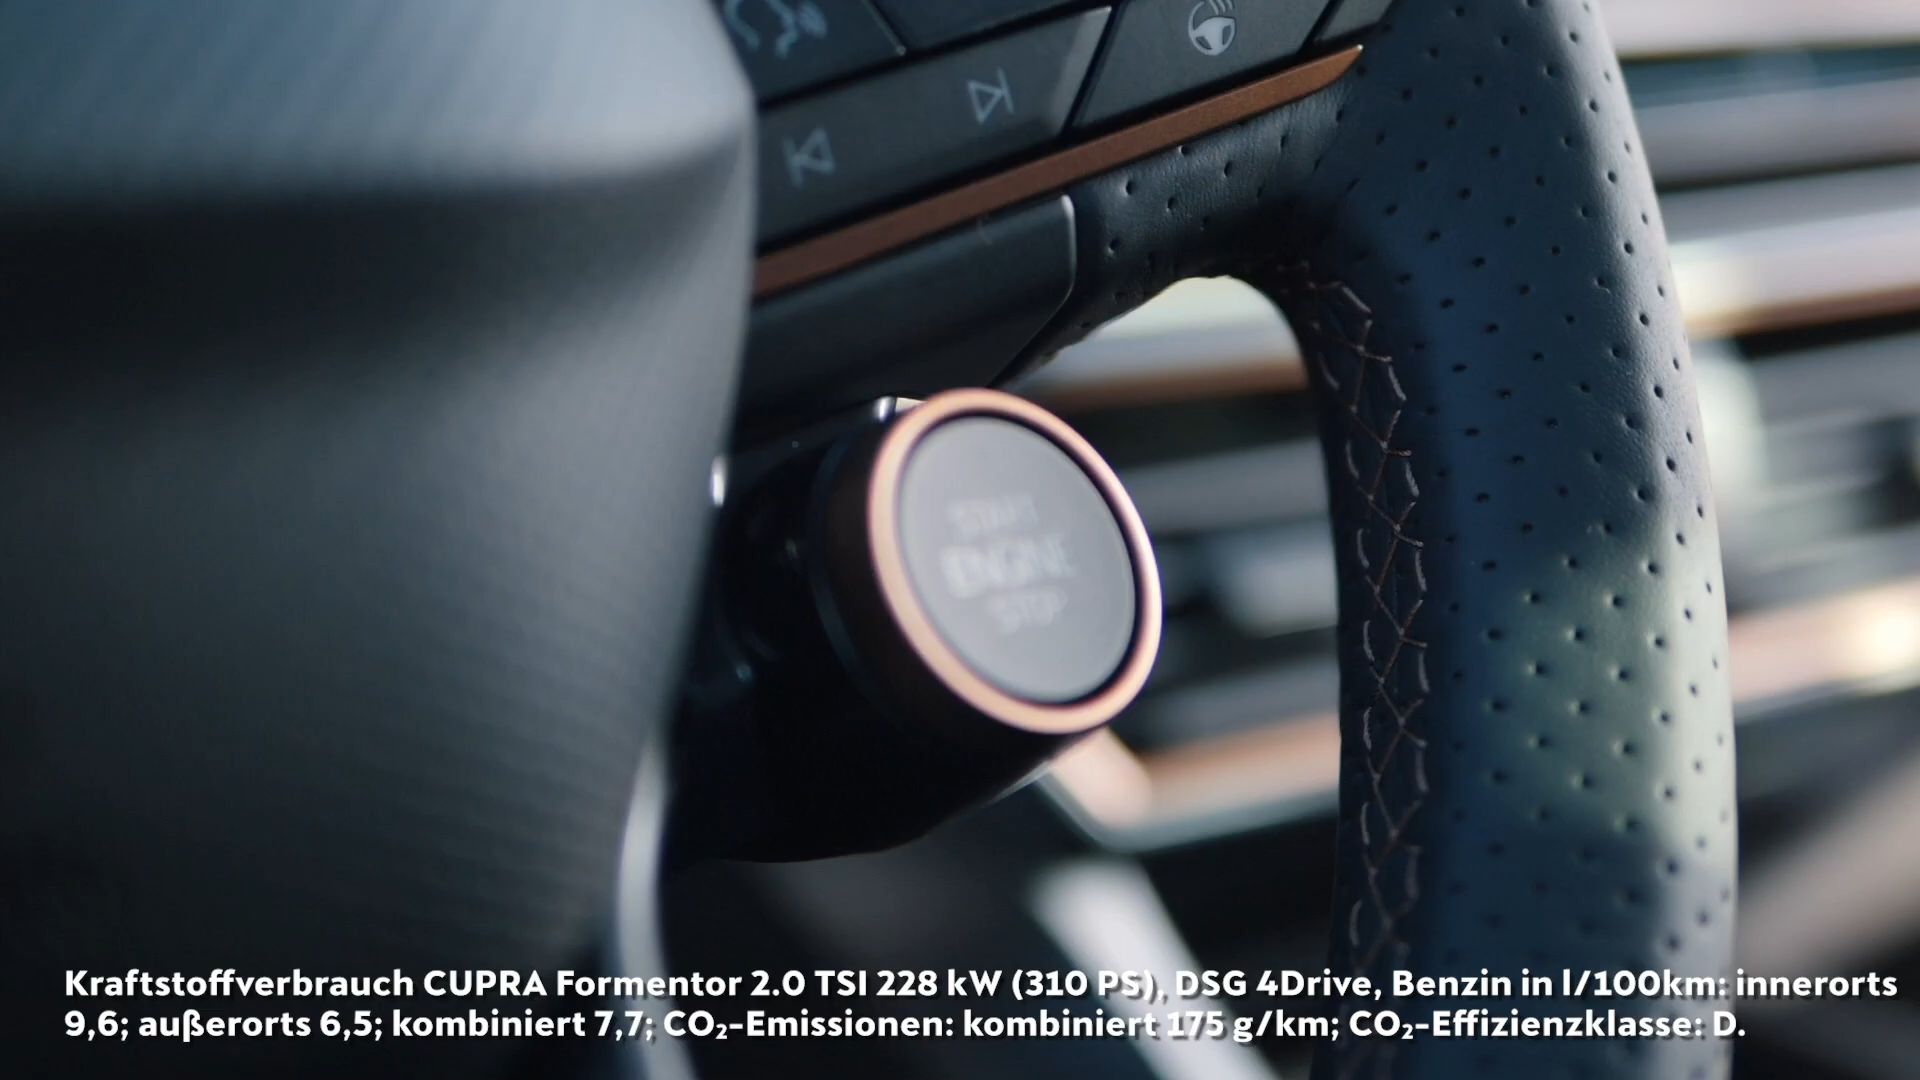 START
ENGINE
STOP
Kraftstoffverbrauch CUPRA Formentor 2.0 TSI 228 kW (310 PS), DSG 4Drive, Benzin in l/100km: innerorts
9,6; außerorts 6,5; kombiniert 7,7; CO₂-Emissionen: kombiniert 175 g/km; CO₂-Effizienzklasse: D.